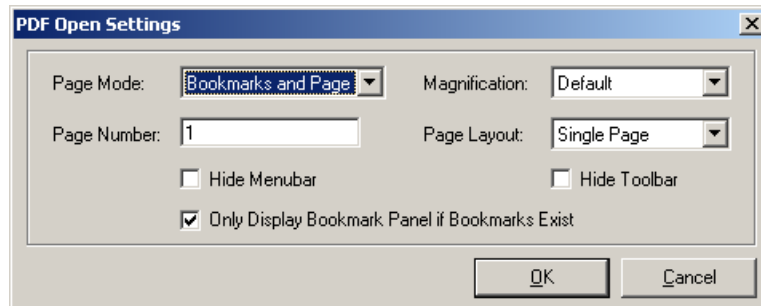 PDF Open Settings
Page Mode: Bookmarks and Page Magnification: Default
Page Number: 1 Page Layout: Single Page
Hide Menubar Hide Toolbar
Only Display Bookmark Panel if Bookmarks Exist
OK Cancel